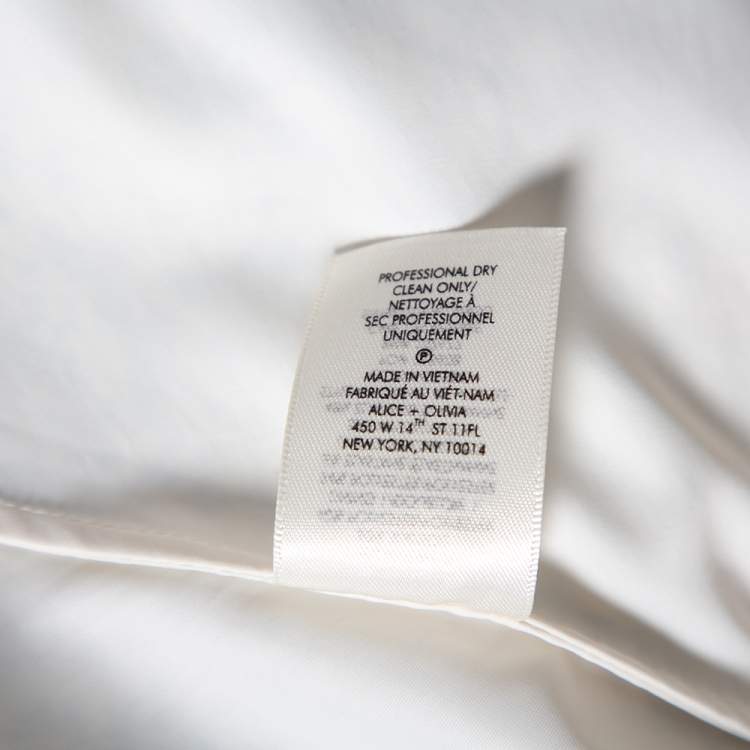 PROFESSIONAL DRY
CLEAN ONLY/
NETTOYAGE À
SEC PROFESSIONNEL
UNIQUEMENT
Ⓟ
MADE IN VIETNAM
FABRIQUÉ AU VIÊT-NAM
ALICE + OLIVIA
450 W 14TH ST 11FL
NEW YORK, NY 10014